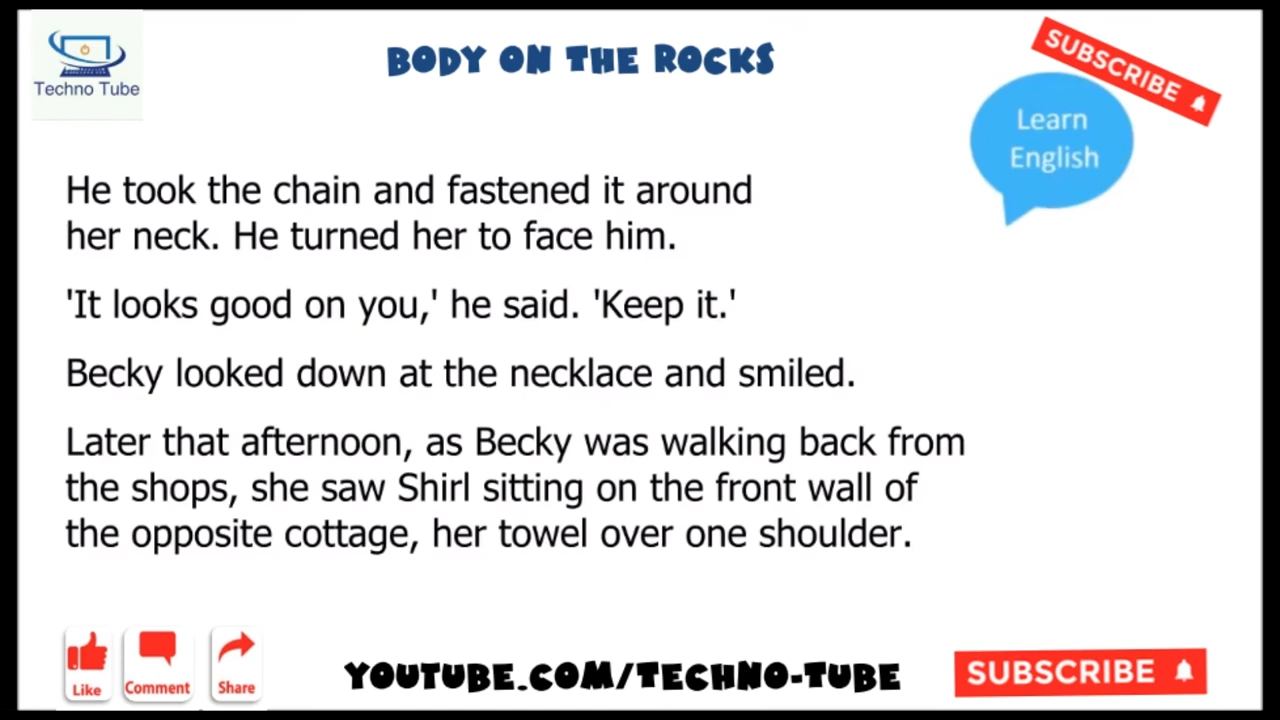 Techno Tube
BODY ON THE ROCKS
SUBSCRIBE
Learn
English
He took the chain and fastened it around
her neck. He turned her to face him.
'It looks good on you,' he said. 'Keep it.'
Becky looked down at the necklace and smiled.
Later that afternoon, as Becky was walking back from
the shops, she saw Shirl sitting on the front wall of
the opposite cottage, her towel over one shoulder.
Like
Comment
Share
YOUTUBE.COM/TECHNO-TUBE
SUBSCRIBE